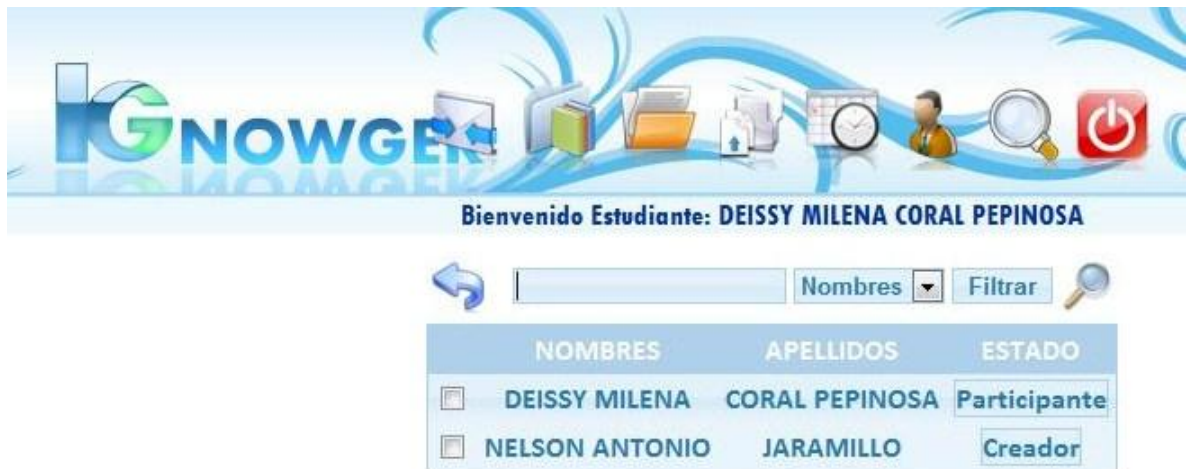 KGNOWGER
Bienvenido Estudiante: DEISSY MILENA CORAL PEPINOSA
Nombres Filtrar
NOMBRES APELLIDOS ESTADO
DEISSY MILENA CORAL PEPINOSA Participante
NELSON ANTONIO JARAMILLO Creador